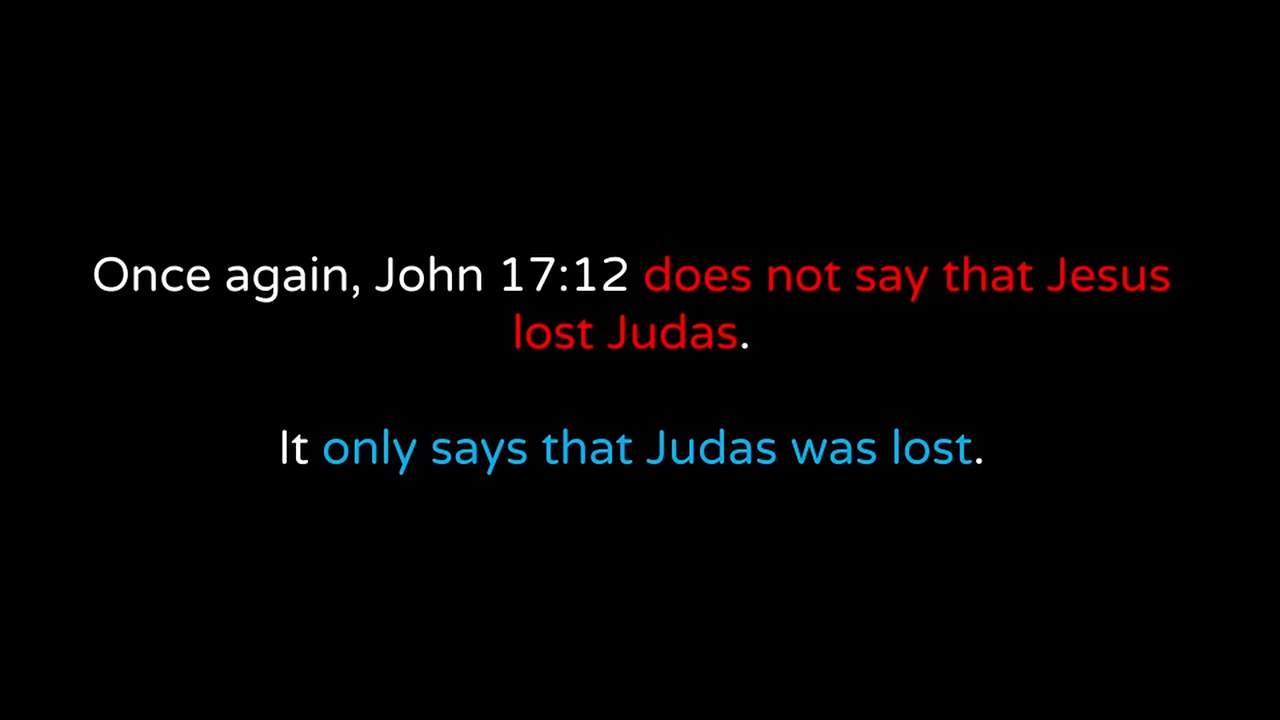 Once again, John 17:12 does not say that Jesus
lost Judas.
It only says that Judas was lost.